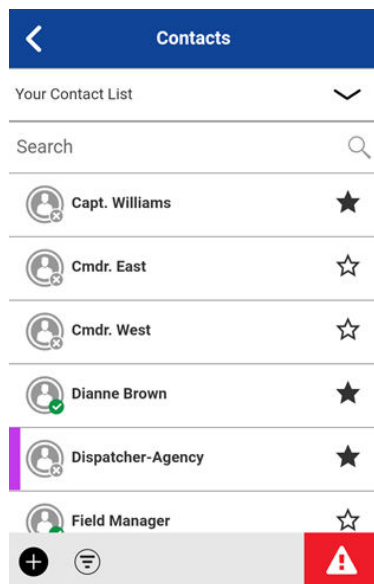 Contacts
Your Contact List
Search
Capt. Williams
Cmdr. East
Cmdr. West
Dianne Brown
Dispatcher-Agency
Field Manager